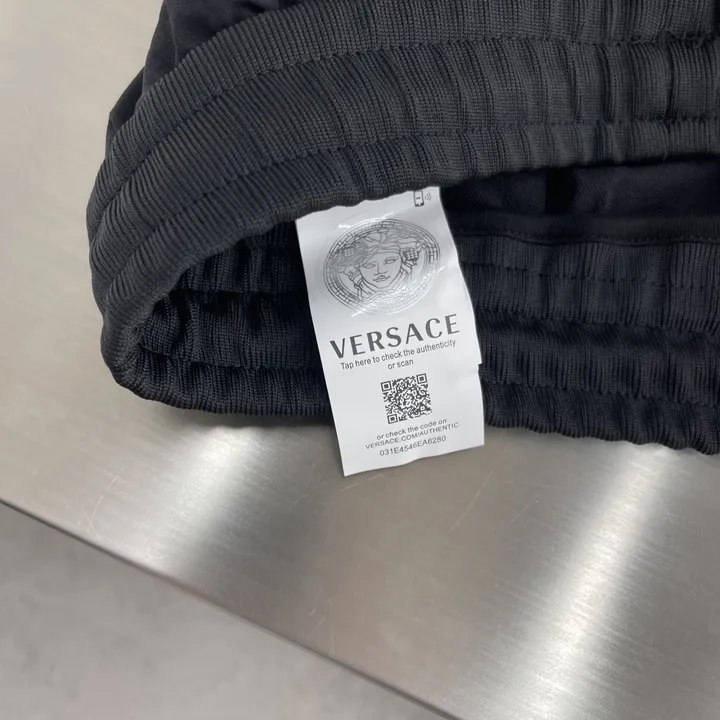 VERSACE
Tap here to check the authenticity
or scan
or check the code on
VERSACE.COM/AUTHENTIC
031E4546EA6280